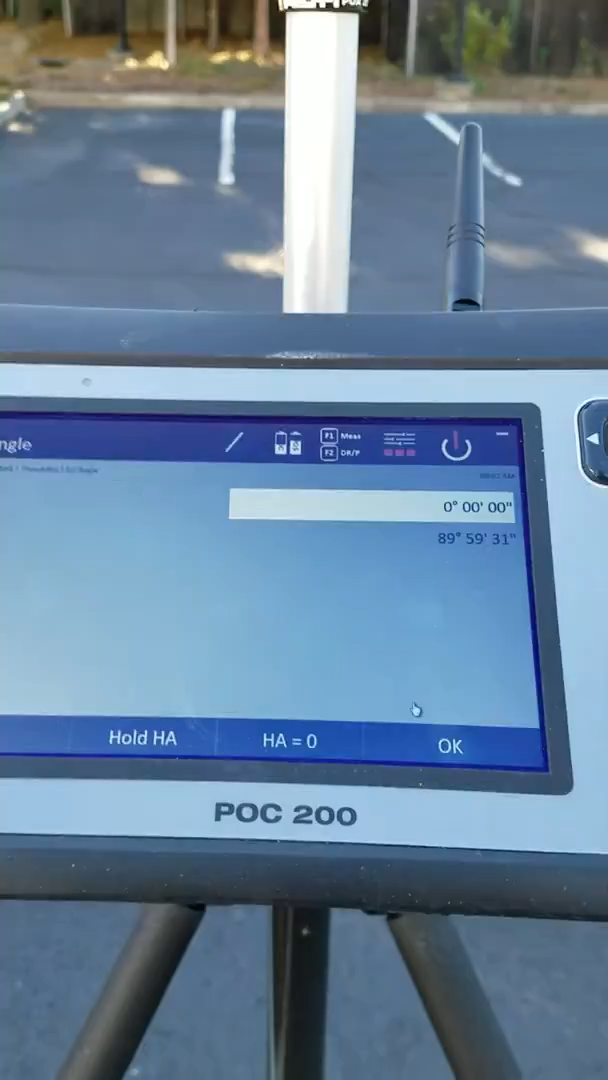 ngle
F1 Meas
F2 DR/P
0° 00' 00"
89° 59' 31"
Hold HA
HA = 0
OK
POC 200